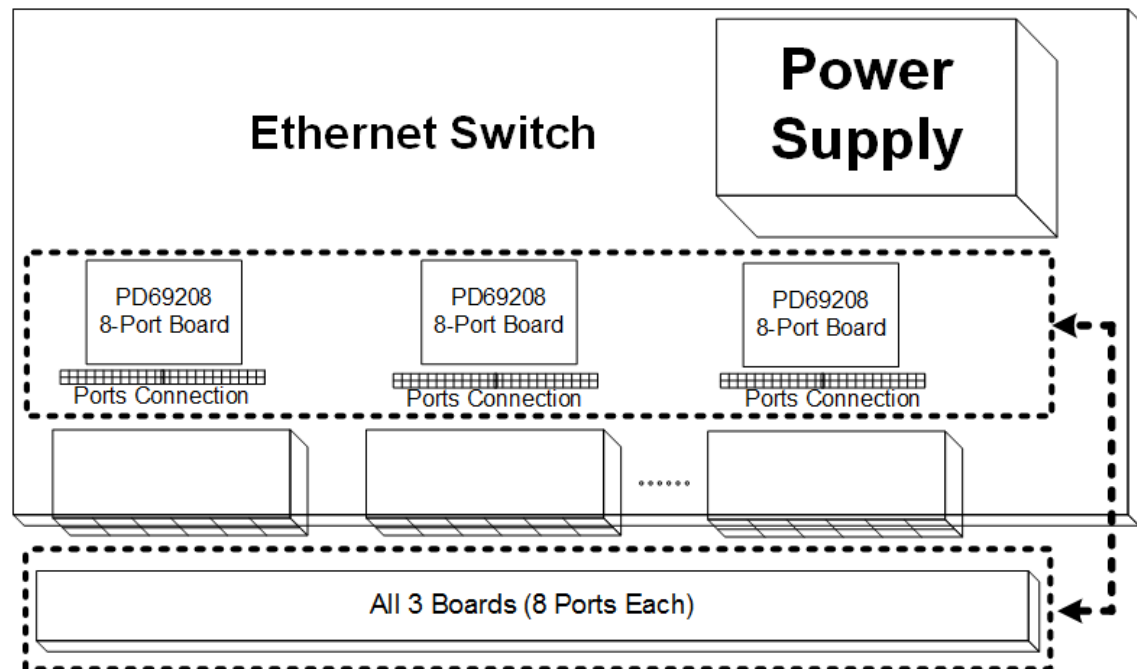 Power
Supply
Ethernet Switch
PD69208
8-Port Board
PD69208
8-Port Board
PD69208
8-Port Board
Ports Connection
Ports Connection
Ports Connection
All 3 Boards (8 Ports Each)